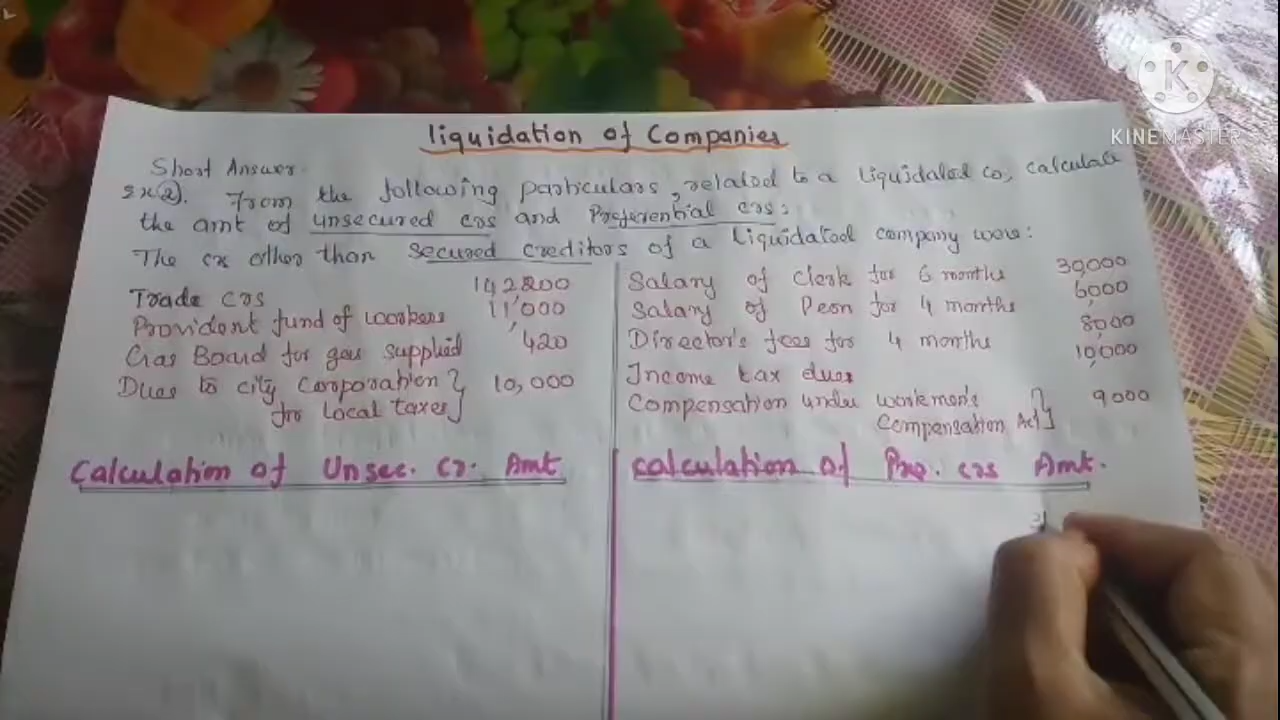 KINEMASTER
liquidation of Companies
Short Answer.
Ex(2). From the following particulars, related to a liquidated co, calculate
the amt of unsecured crs and Preferential crs:
The crs other than secured creditors of a liquidated company were:
Trade crs 142800
Provident fund of workers 11,000
Gas Board for gas supplied 420
Dues to city Corporation } 10,000
for local taxes
Salary of Clerk for 6 months 30,000
Salary of Peon for 4 months 6000
Director's fees for 4 months 8000
Income tax dues 10,000
Compensation under workmen's } 9000
Compensation Act
Calculation of Unsec. Cr. Amt
Calculation of Pre. crs Amt.